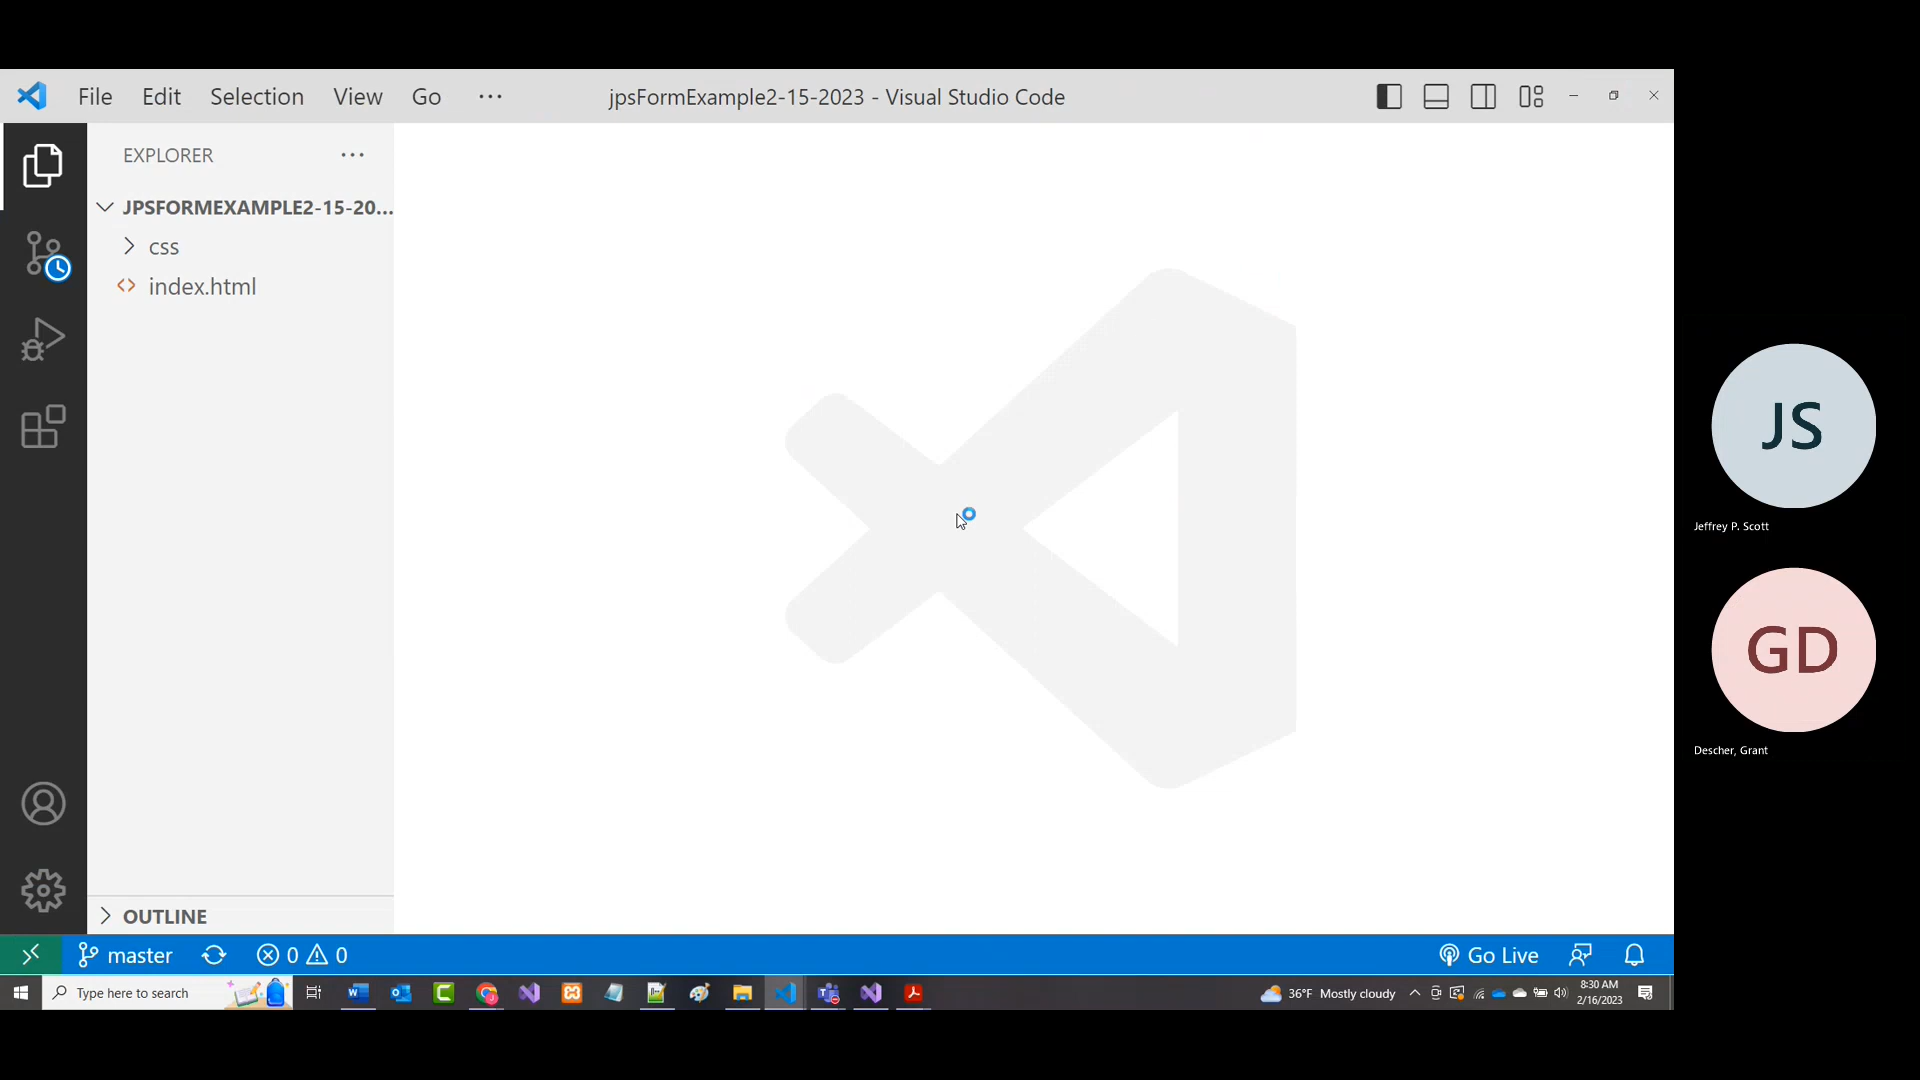 File Edit Selection View Go ···
jpsFormExample2-15-2023 - Visual Studio Code
EXPLORER ···
JPSFORMEXAMPLE2-15-20...
css
<> index.html
OUTLINE
master
0 0
Go Live
Type here to search
36°F Mostly cloudy
8:30 AM
2/16/2023
JS
Jeffrey P. Scott
GD
Descher, Grant